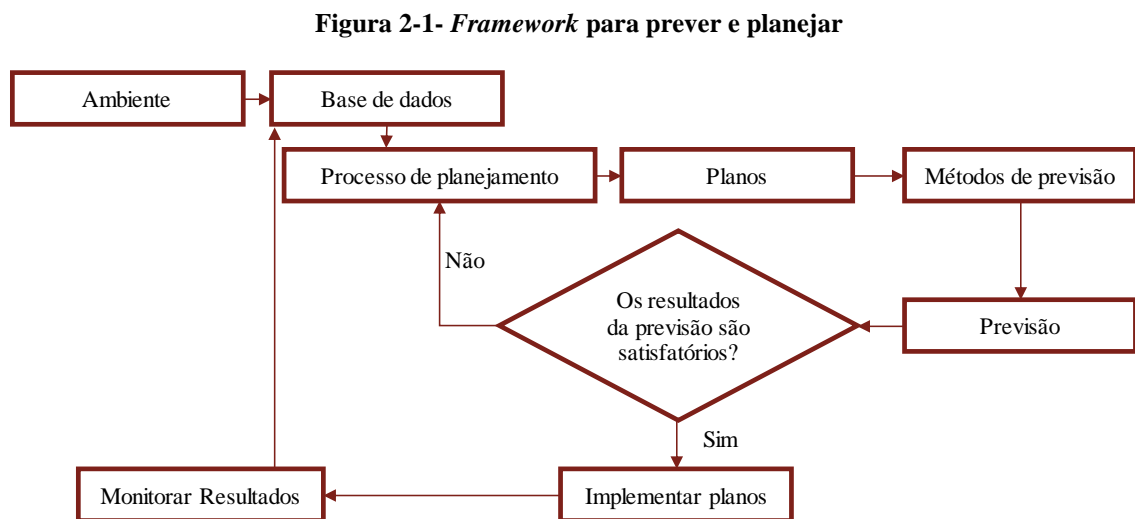 Figura 2-1- Framework para prever e planejar
Ambiente
Base de dados
Processo de planejamento
Planos
Métodos de previsão
Não
Os resultados
da previsão são
satisfatórios?
Previsão
Sim
Monitorar Resultados
Implementar planos